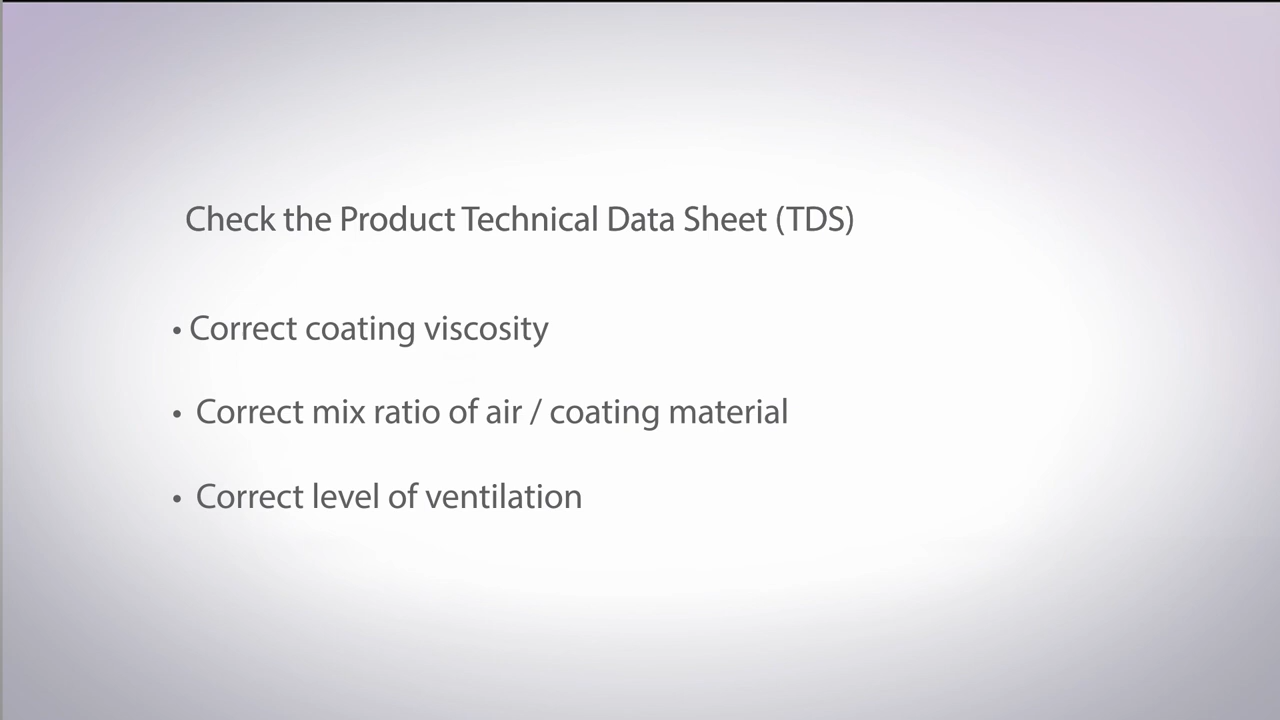 Check the Product Technical Data Sheet (TDS)
• Correct coating viscosity
• Correct mix ratio of air / coating material
• Correct level of ventilation